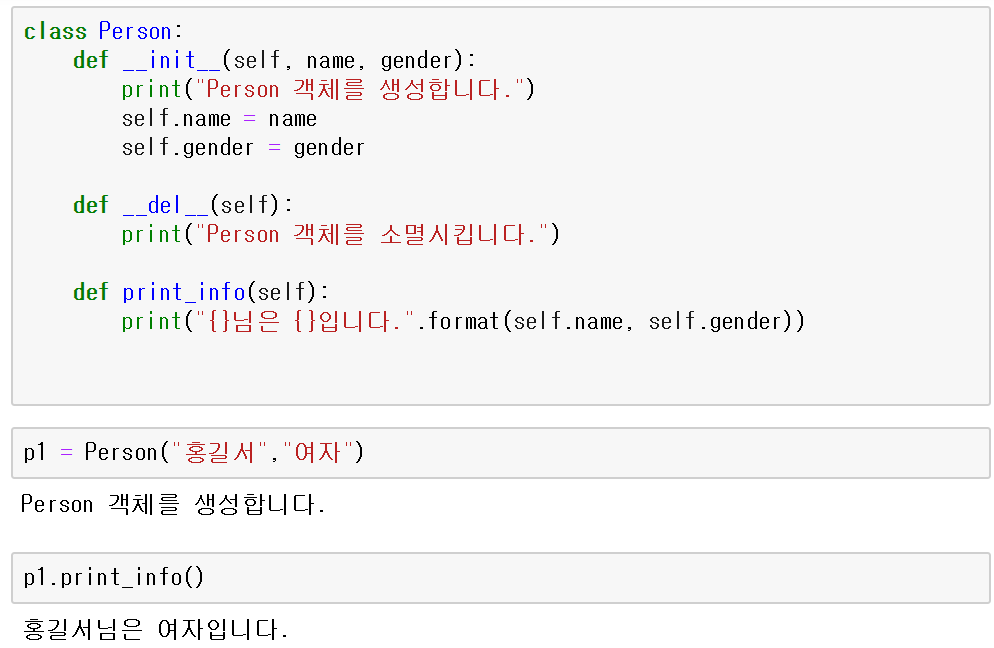 class Person:
    def __init__(self, name, gender):
        print("Person 객체를 생성합니다.")
        self.name = name
        self.gender = gender
    def __del__(self):
        print("Person 객체를 소멸시킵니다.")
    def print_info(self):
        print("{}님은 {}입니다.".format(self.name, self.gender))
p1 = Person("홍길서","여자")
Person 객체를 생성합니다.
p1.print_info()
홍길서님은 여자입니다.